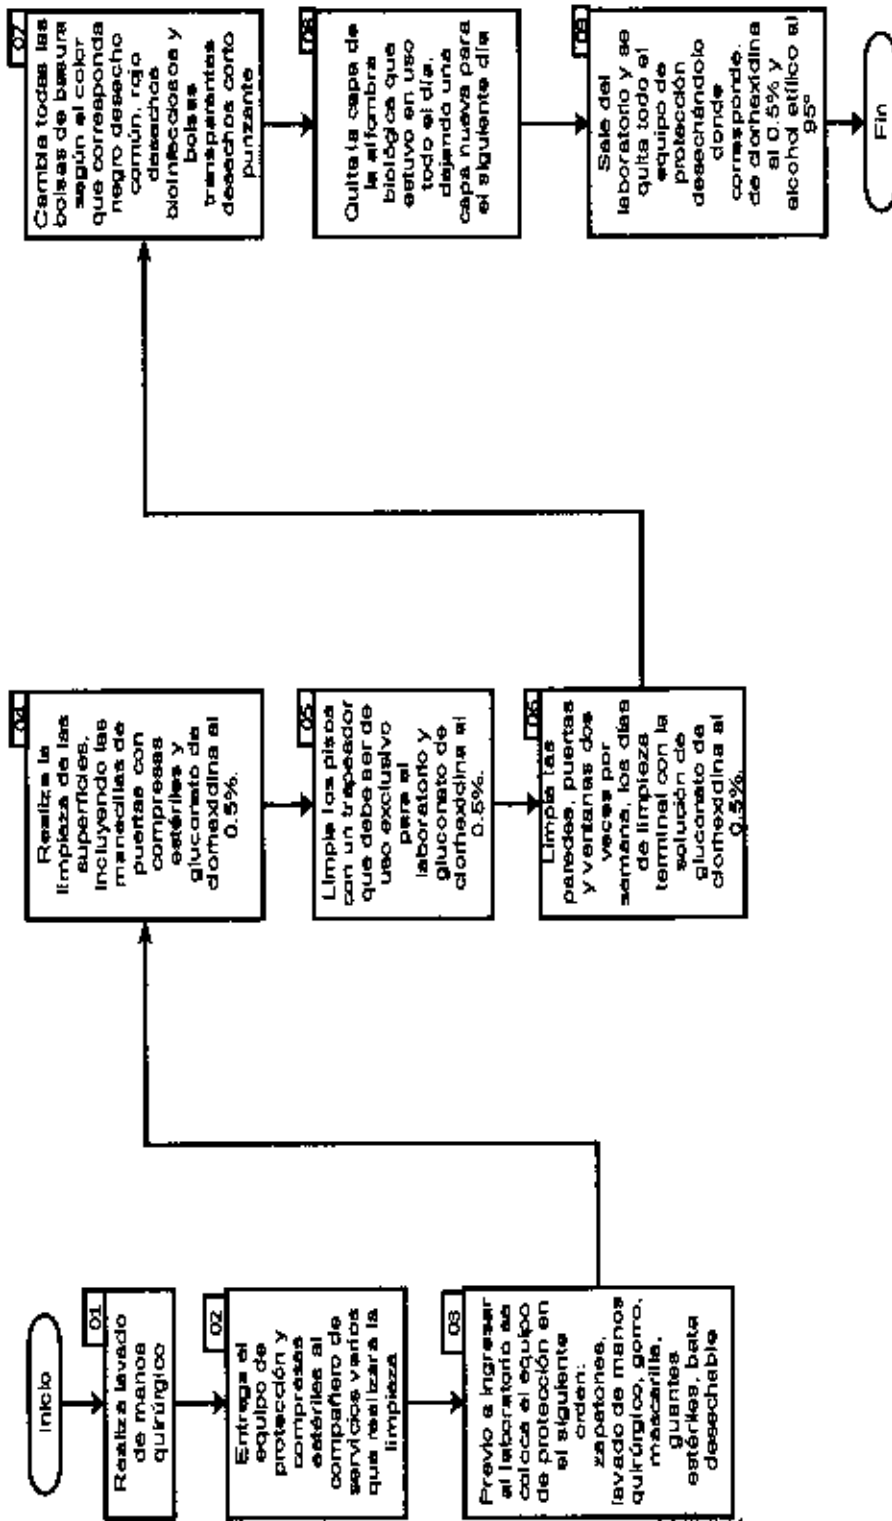 Inicio
01
Realiza lavado
de manos
quirúrgico
02
Entrega el
equipo de
protección y
compresas
estériles al
compañero de
servicios varios
que realizara la
limpieza
03
Previo a ingresar
al laboratorio se
coloca el equipo
de protección en
el siguiente
orden:
zapatones,
lavado de manos
quirúrgico, gorro,
mascarilla,
guantes
estériles, bata
desechable
04
Realiza la
limpieza de las
superficies,
incluyendo las
manecillas de
puertas con
compresas
estériles y
gluconato de
clorhexidina al
0.5%.
05
Limpia los pisos
con un trapeador
que debe ser de
uso exclusivo
para el
laboratorio y
gluconato de
clorhexidina al
0.5%.
06
Limpia las
paredes, puertas
y ventanas dos
veces por
semana, los días
de limpieza
terminal con la
solución de
gluconato de
clorhexidina al
0.5%.
07
Cambia todas las
bolsas de basura
según el color
que corresponda
negro desecho
común, rojo
desechos
bioinfecciosos y
bolsas
transparentes
desechos corto
punzante
08
Quita la capa de
la alfombra
biológica que
estuvo en uso
todo el día,
dejando una
capa nueva para
el siguiente día
09
Sale del
laboratorio y se
quita todo el
equipo de
protección
desechándolo
donde
corresponde.
de clorhexidina
al 0.5% y
alcohol etílico al
95°
Fin